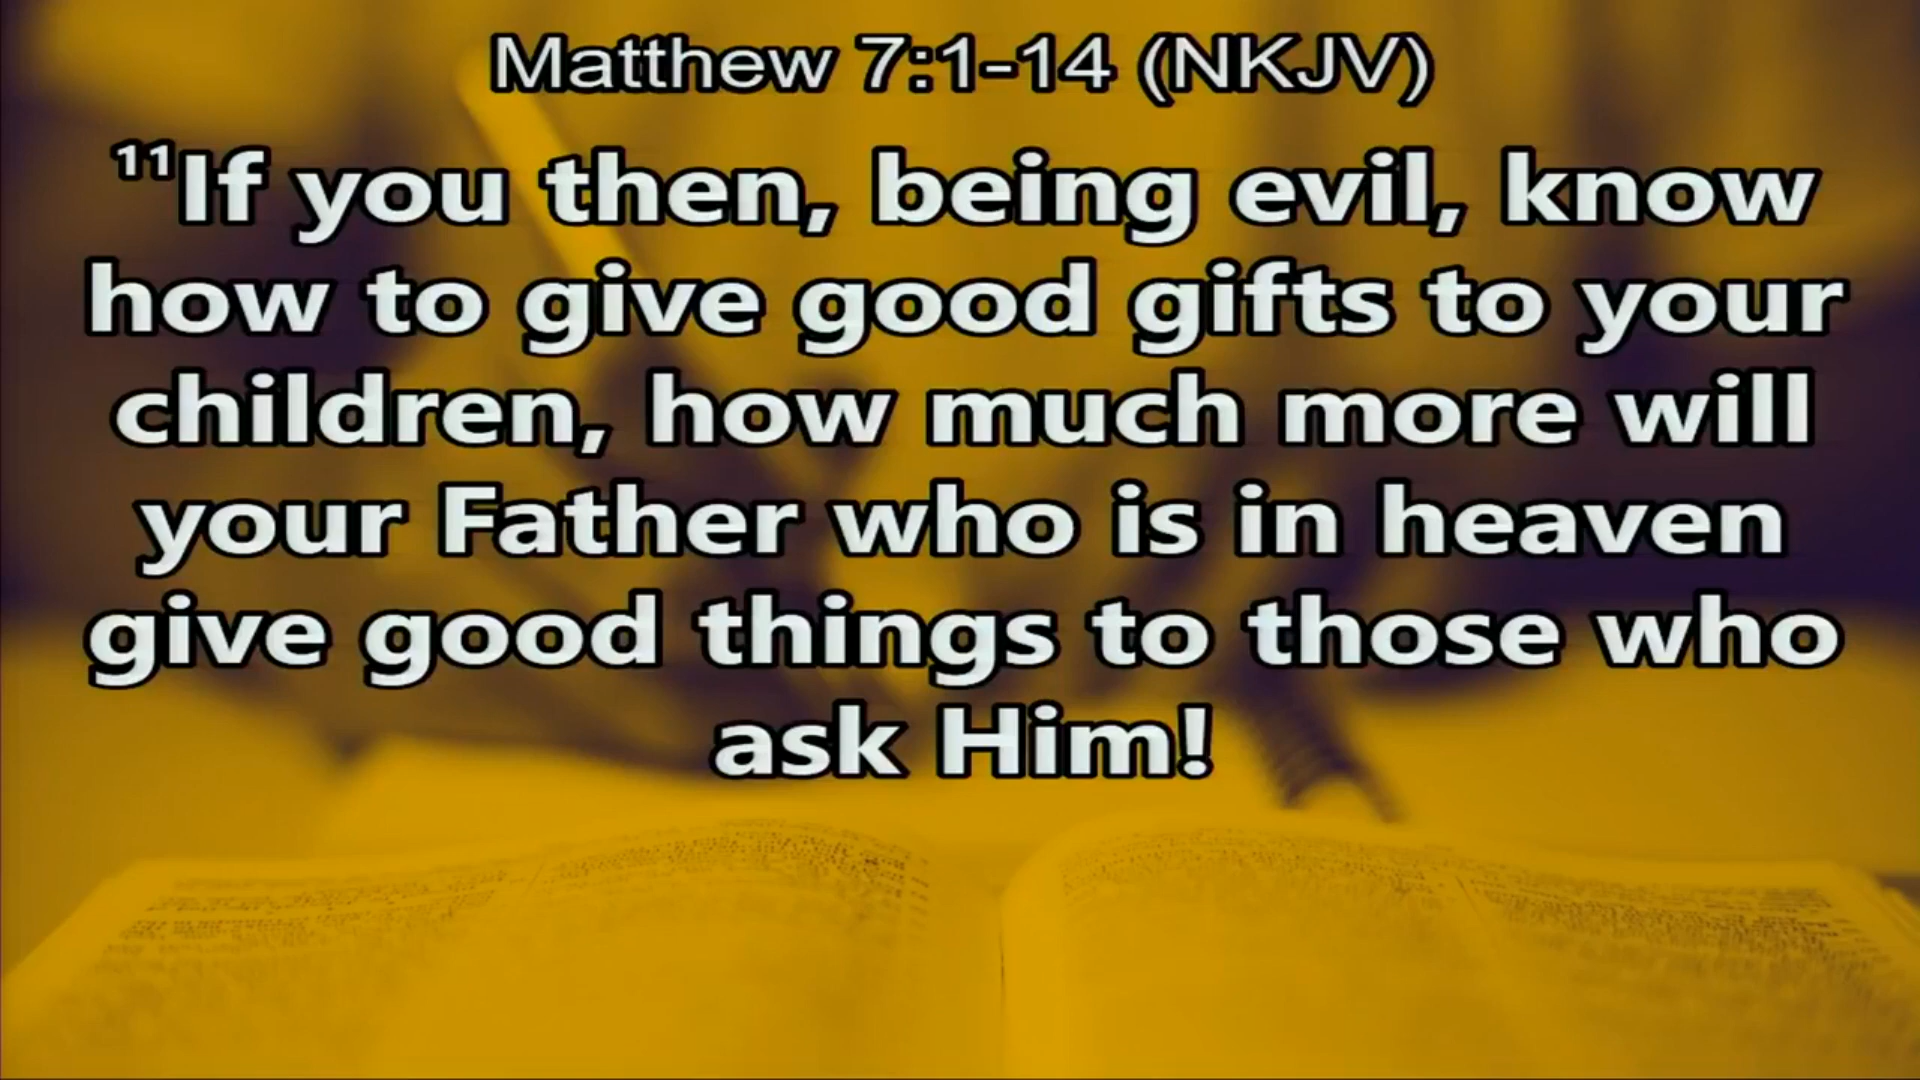 Matthew 7:1-14 (NKJV)
¹¹If you then, being evil, know
how to give good gifts to your
children, how much more will
your Father who is in heaven
give good things to those who
ask Him!